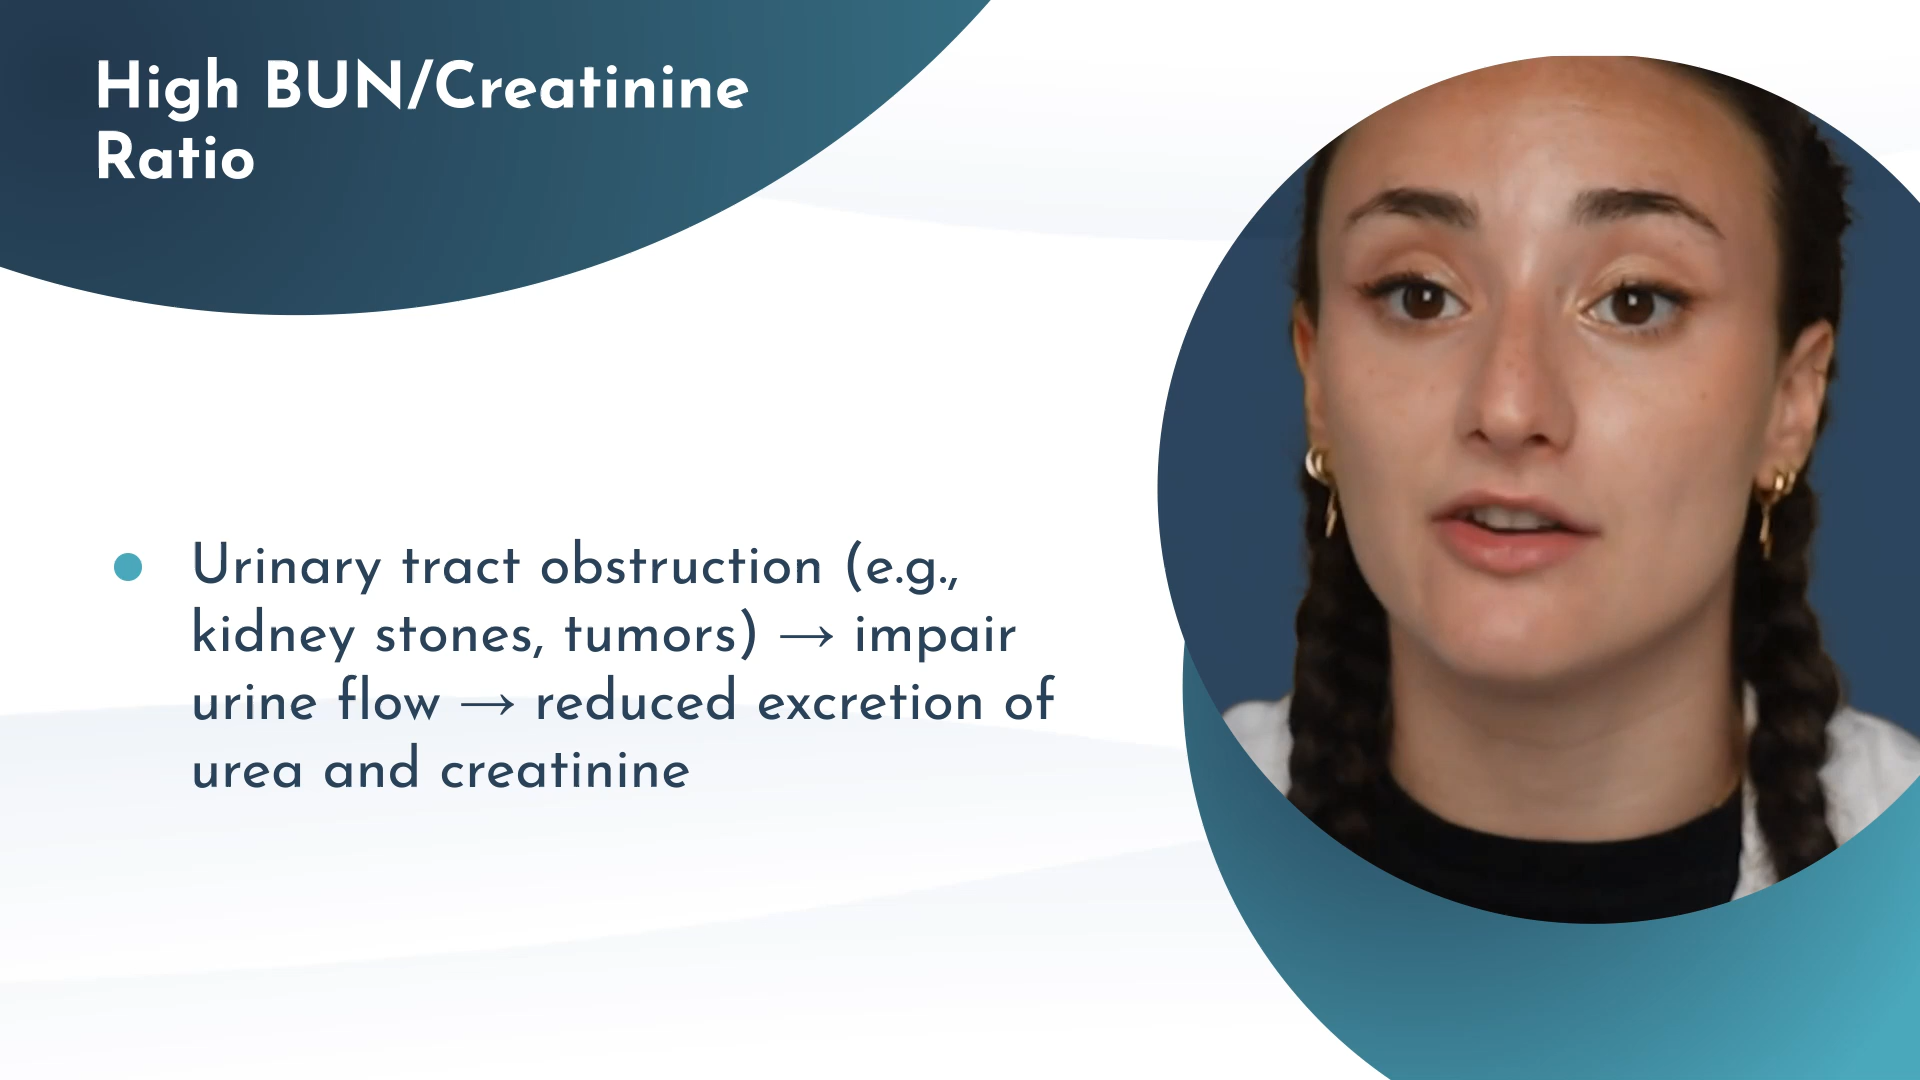 High BUN/Creatinine
Ratio
Urinary tract obstruction (e.g.,
kidney stones, tumors) → impair
urine flow → reduced excretion of
urea and creatinine